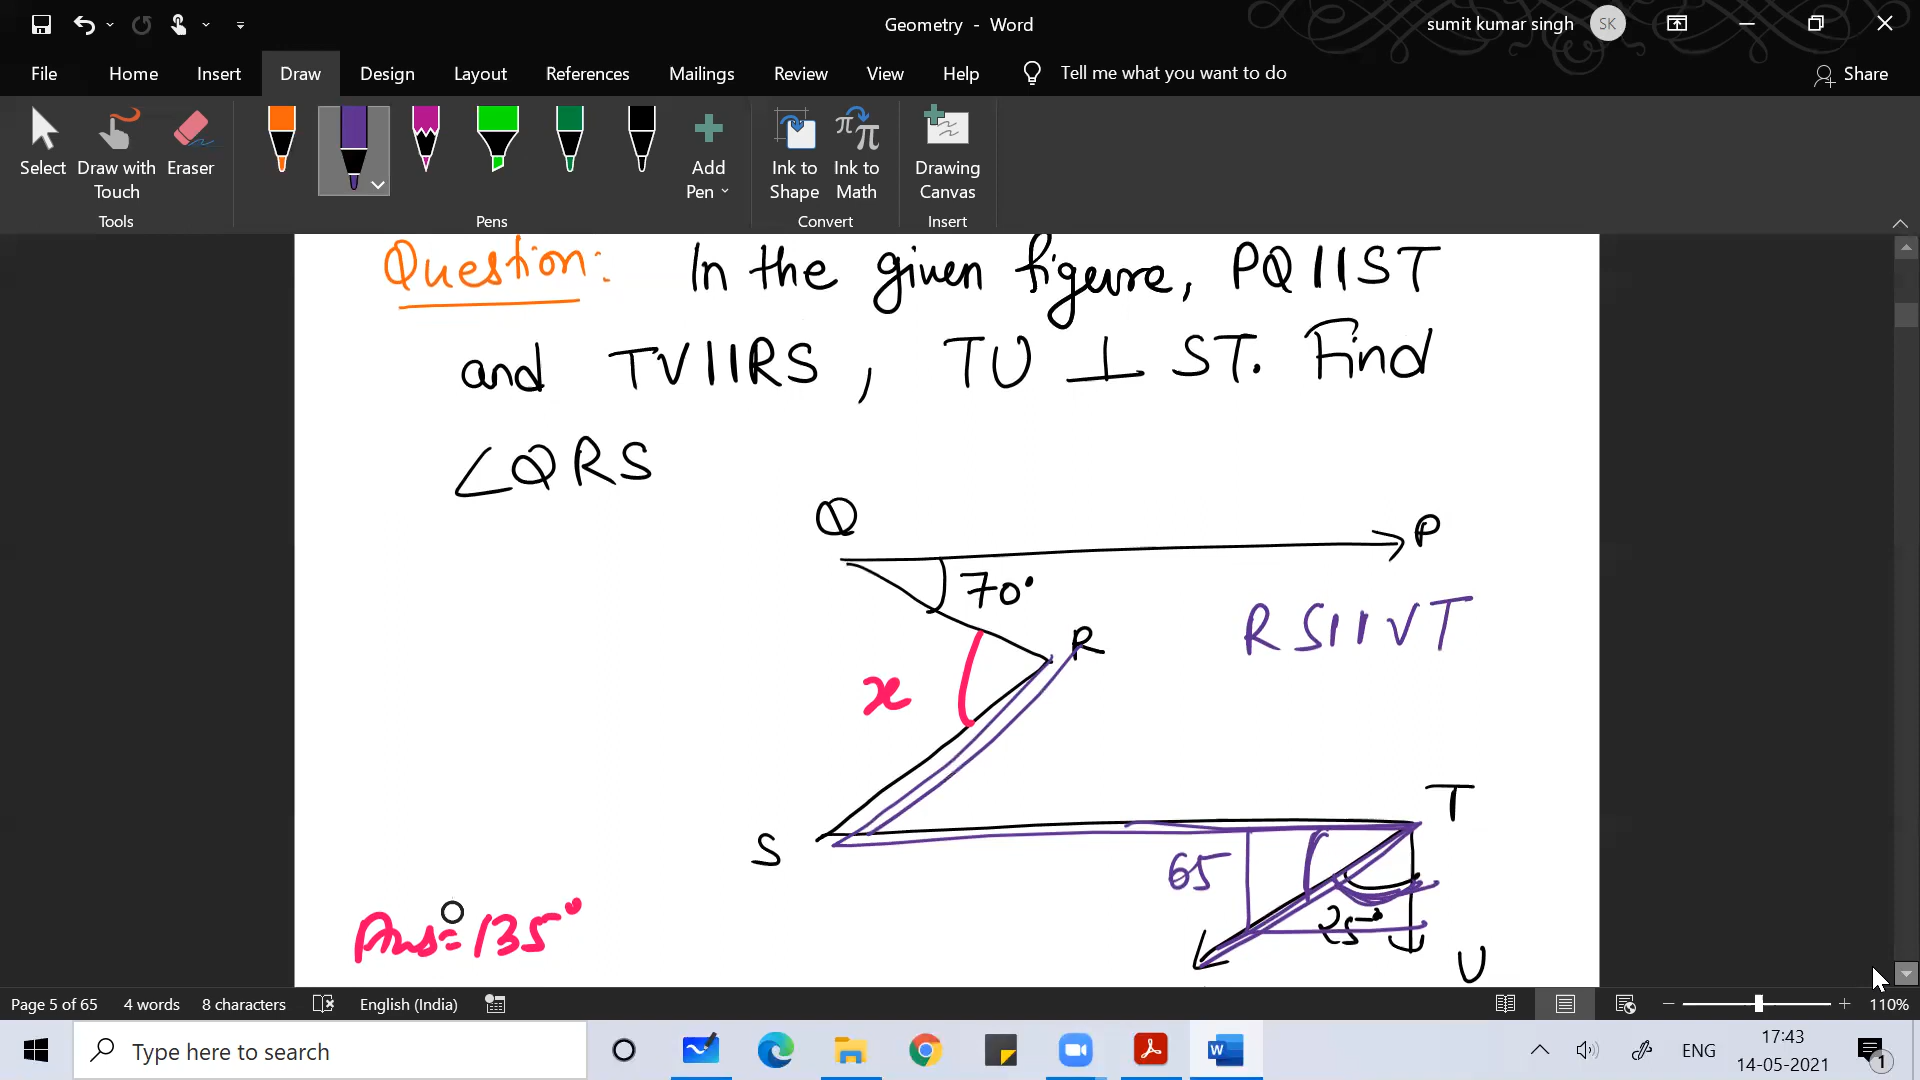 Geometry - Word
sumit kumar singh
SK
File
Home
Insert
Draw
Design
Layout
References
Mailings
Review
View
Help
Tell me what you want to do
Share
Select
Draw with Touch
Eraser
Add Pen
Ink to Shape
Ink to Math
Drawing Canvas
Tools
Pens
Convert
Insert
Question: In the given figure, PQ||ST
and TV||RS, TU ⊥ ST. Find
∠QRS
Q
P
70°
R
RS||VT
x
T
S
65
25°
Ans= 135°
U
Page 5 of 65
4 words
8 characters
English (India)
110%
Type here to search
ENG
17:43
14-05-2021
1